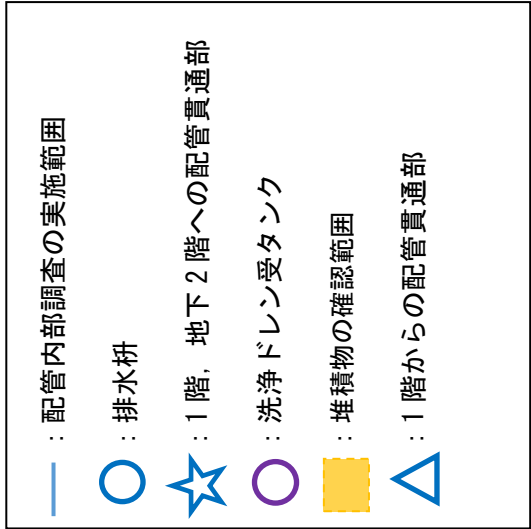 ：配管内部調査の実施範囲
：排水枡
：１階，地下２階への配管貫通部
：洗浄ドレン受タンク
：堆積物の確認範囲
：１階からの配管貫通部